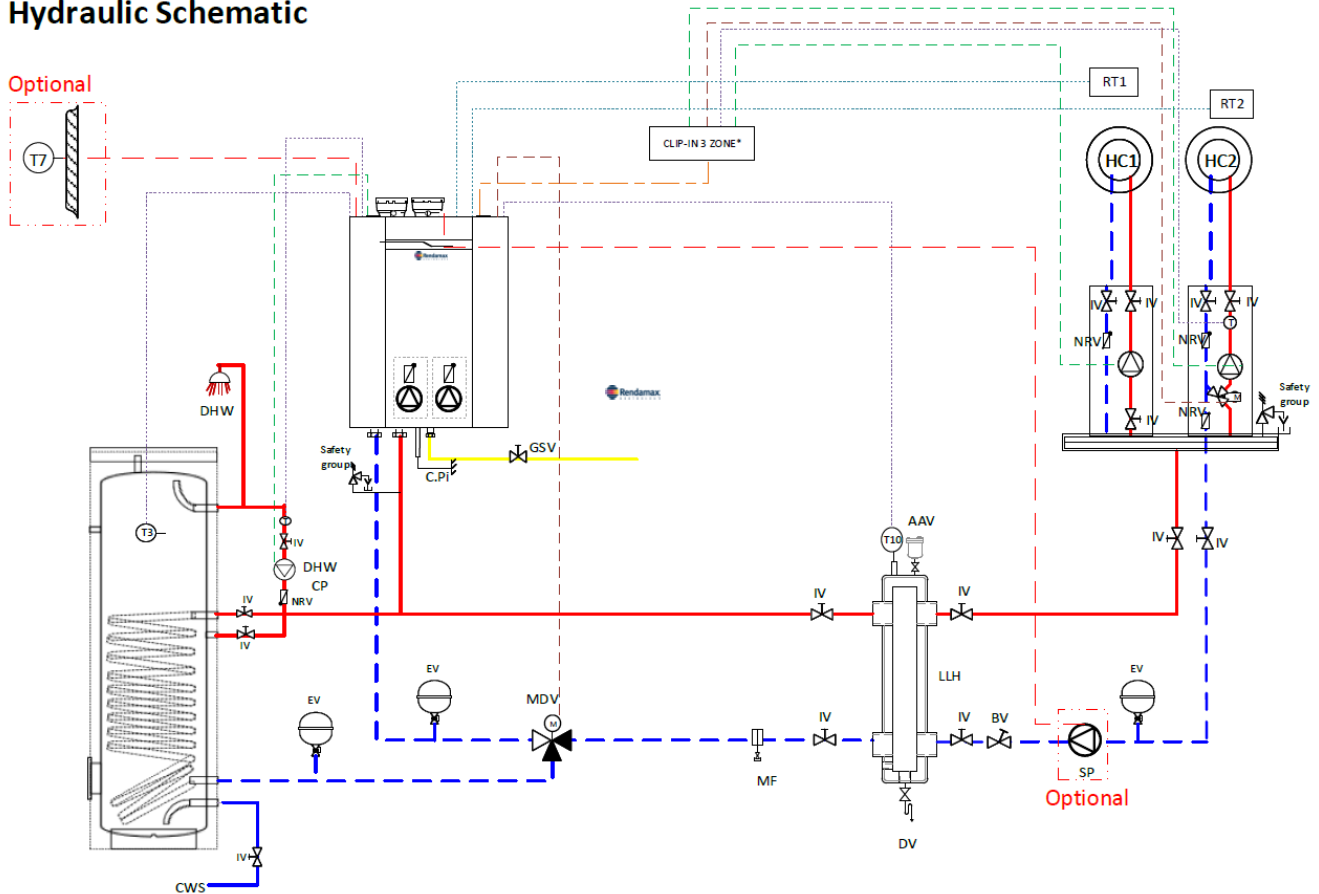 Hydraulic Schematic
Optional
T7
RT1
RT2
CLIP-IN 3 ZONE*
HC1
HC2
Rendamax
IV
IV
IV
IV
T
NRV
NRV
M
NRV
IV
Safety
group
Rendamax
DHW
Safety
group
GSV
C.Pi
T3
T
IV
DHW
CP
NRV
IV
IV
IV
T10
AAV
IV
IV
IV
LLH
EV
EV
MDV
M
MF
IV
IV
BV
SP
EV
Optional
DV
IV
CWS